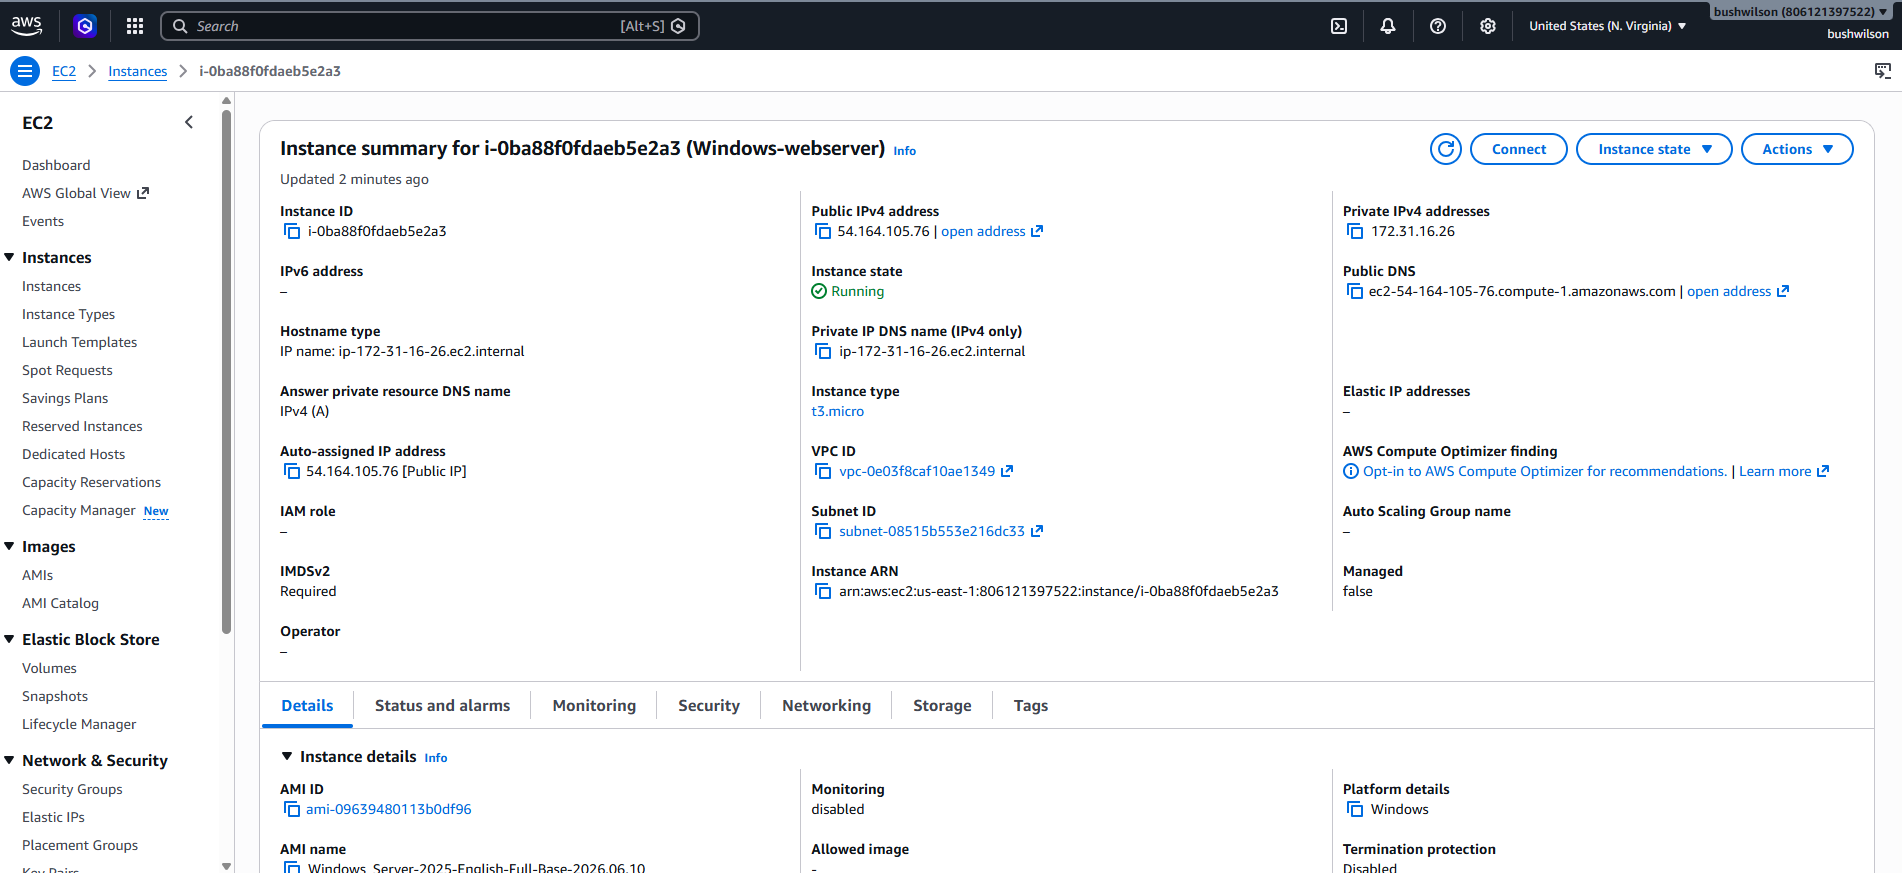 aws
Search
[Alt+S]
United States (N. Virginia)
bushwilson (806121397522)
bushwilson
EC2
Instances
i-0ba88f0fdaeb5e2a3
EC2
Dashboard
AWS Global View
Events
Instances
Instances
Instance Types
Launch Templates
Spot Requests
Savings Plans
Reserved Instances
Dedicated Hosts
Capacity Reservations
Capacity Manager New
Images
AMIs
AMI Catalog
Elastic Block Store
Volumes
Snapshots
Lifecycle Manager
Network & Security
Security Groups
Elastic IPs
Placement Groups
Key Pairs
Instance summary for i-0ba88f0fdaeb5e2a3 (Windows-webserver) Info
Updated 2 minutes ago
Connect
Instance state
Actions
Instance ID
i-0ba88f0fdaeb5e2a3
Public IPv4 address
54.164.105.76 | open address
Private IPv4 addresses
172.31.16.26
IPv6 address
–
Instance state
Running
Public DNS
ec2-54-164-105-76.compute-1.amazonaws.com | open address
Hostname type
IP name: ip-172-31-16-26.ec2.internal
Private IP DNS name (IPv4 only)
ip-172-31-16-26.ec2.internal
Answer private resource DNS name
IPv4 (A)
Instance type
t3.micro
Elastic IP addresses
–
Auto-assigned IP address
54.164.105.76 [Public IP]
VPC ID
vpc-0e03f8caf10ae1349
AWS Compute Optimizer finding
Opt-in to AWS Compute Optimizer for recommendations. | Learn more
IAM role
–
Subnet ID
subnet-08515b553e216dc33
Auto Scaling Group name
–
IMDSv2
Required
Instance ARN
arn:aws:ec2:us-east-1:806121397522:instance/i-0ba88f0fdaeb5e2a3
Managed
false
Operator
–
Details
Status and alarms
Monitoring
Security
Networking
Storage
Tags
Instance details Info
AMI ID
ami-09639480113b0df96
Monitoring
disabled
Platform details
Windows
AMI name
Windows_Server-2025-English-Full-Base-2026.06.10
Allowed image
-
Termination protection
Disabled